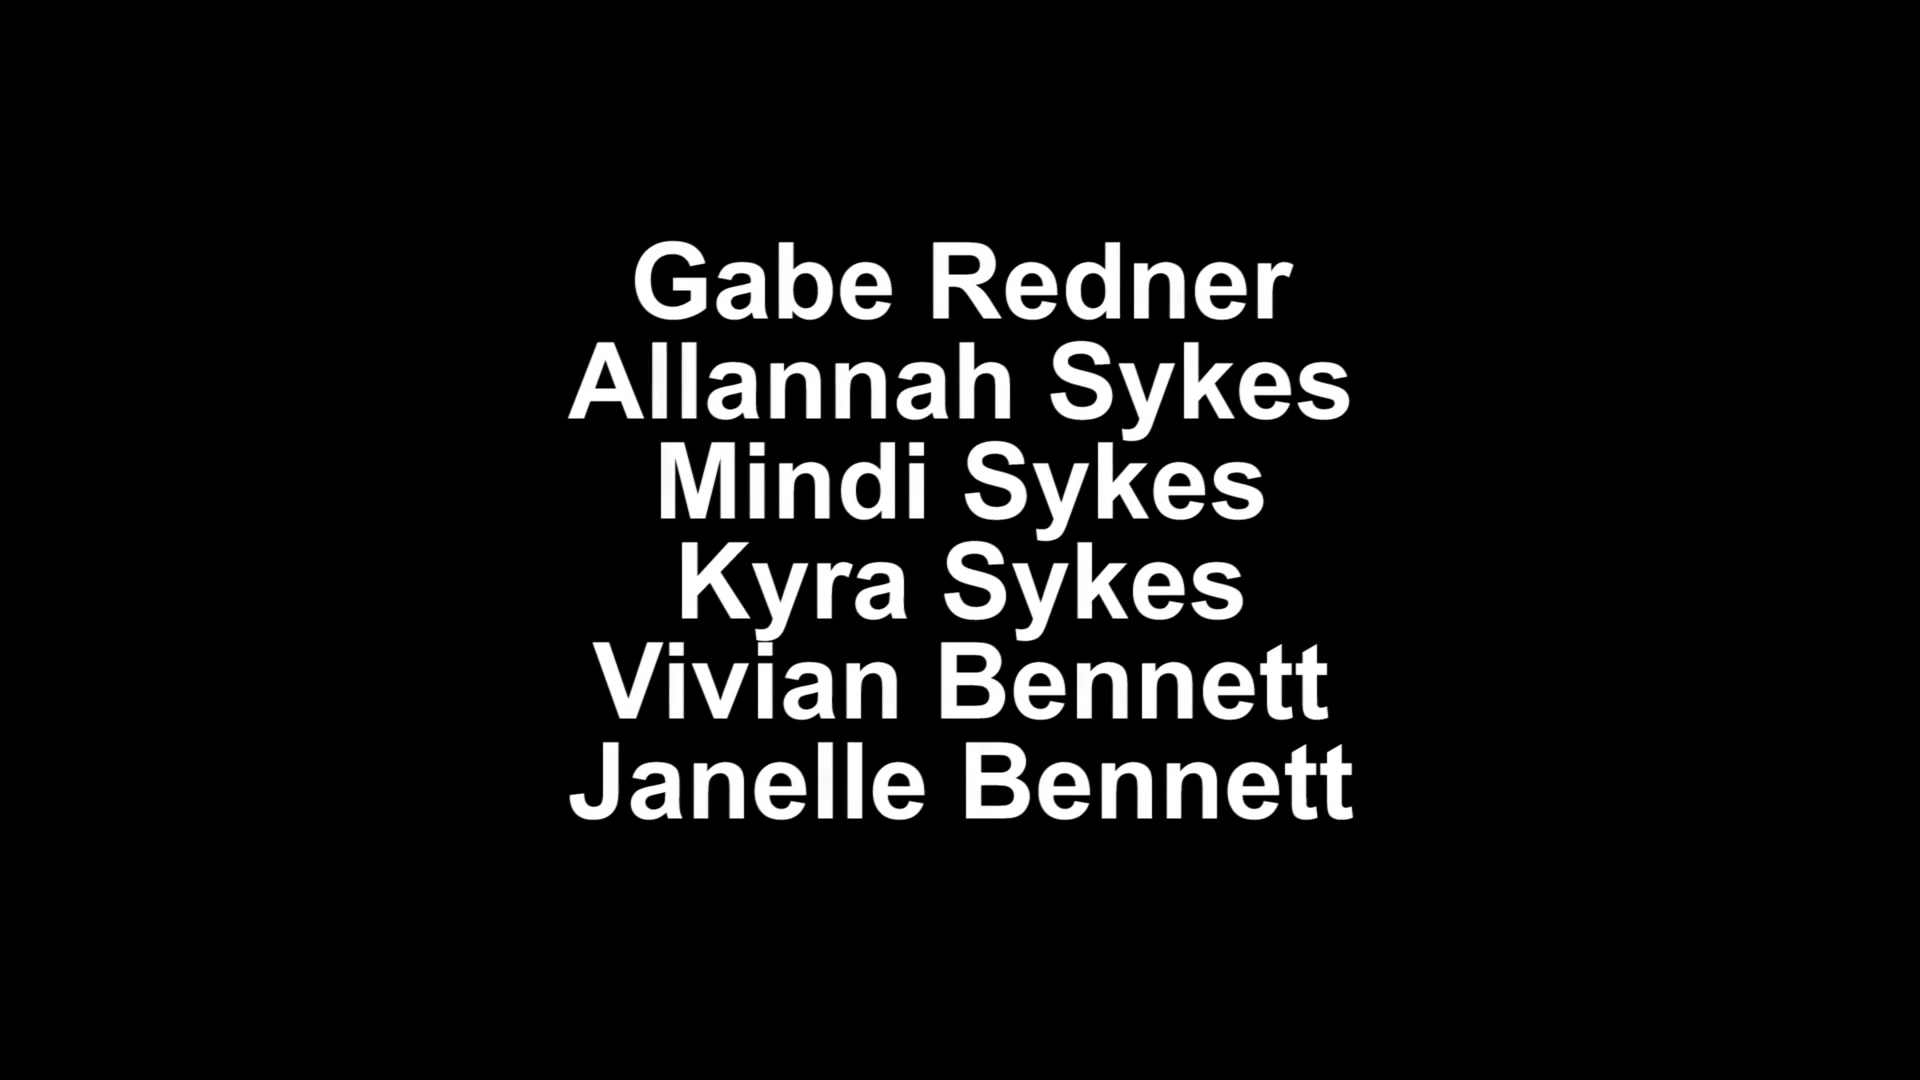 Gabe Redner
Allannah Sykes
Mindi Sykes
Kyra Sykes
Vivian Bennett
Janelle Bennett